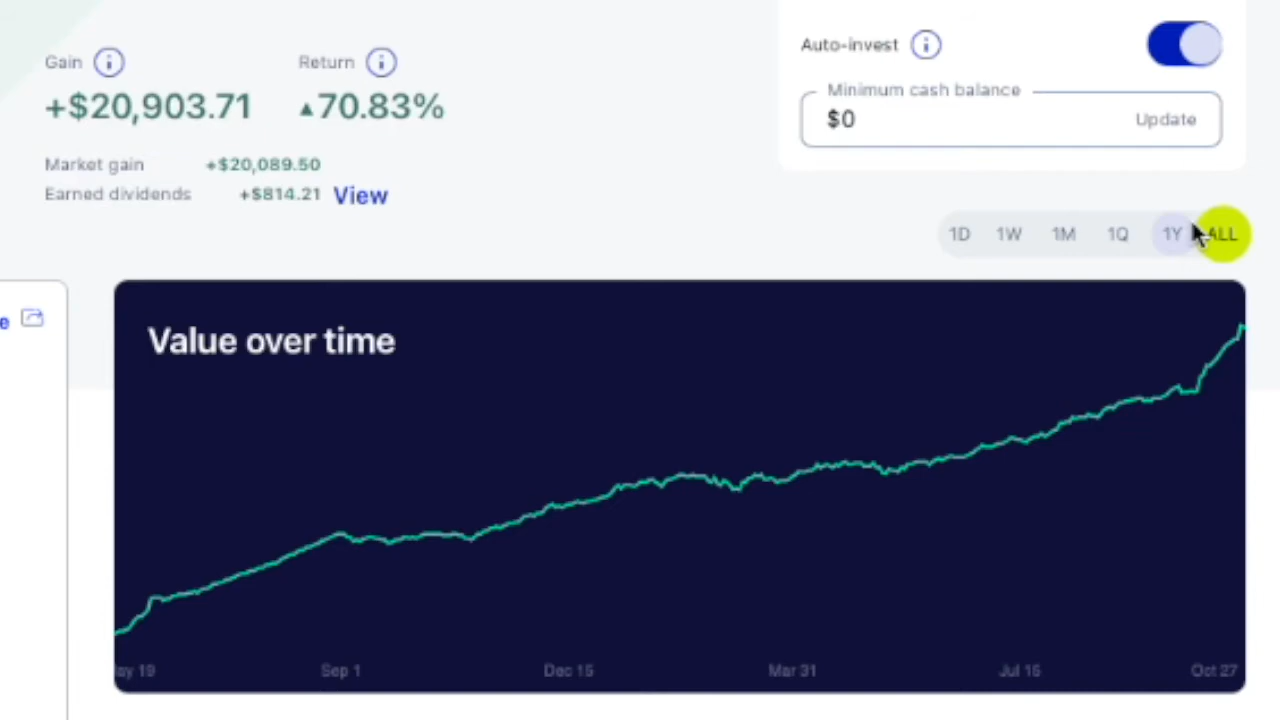 Gain
Return
+$20,903.71
▲70.83%
Market gain +$20,089.50
Earned dividends +$814.21 View
Auto-invest
Minimum cash balance
$0 Update
1D 1W 1M 1Q 1Y ALL
e
Value over time
ay 19 Sep 1 Dec 15 Mar 31 Jul 15 Oct 27